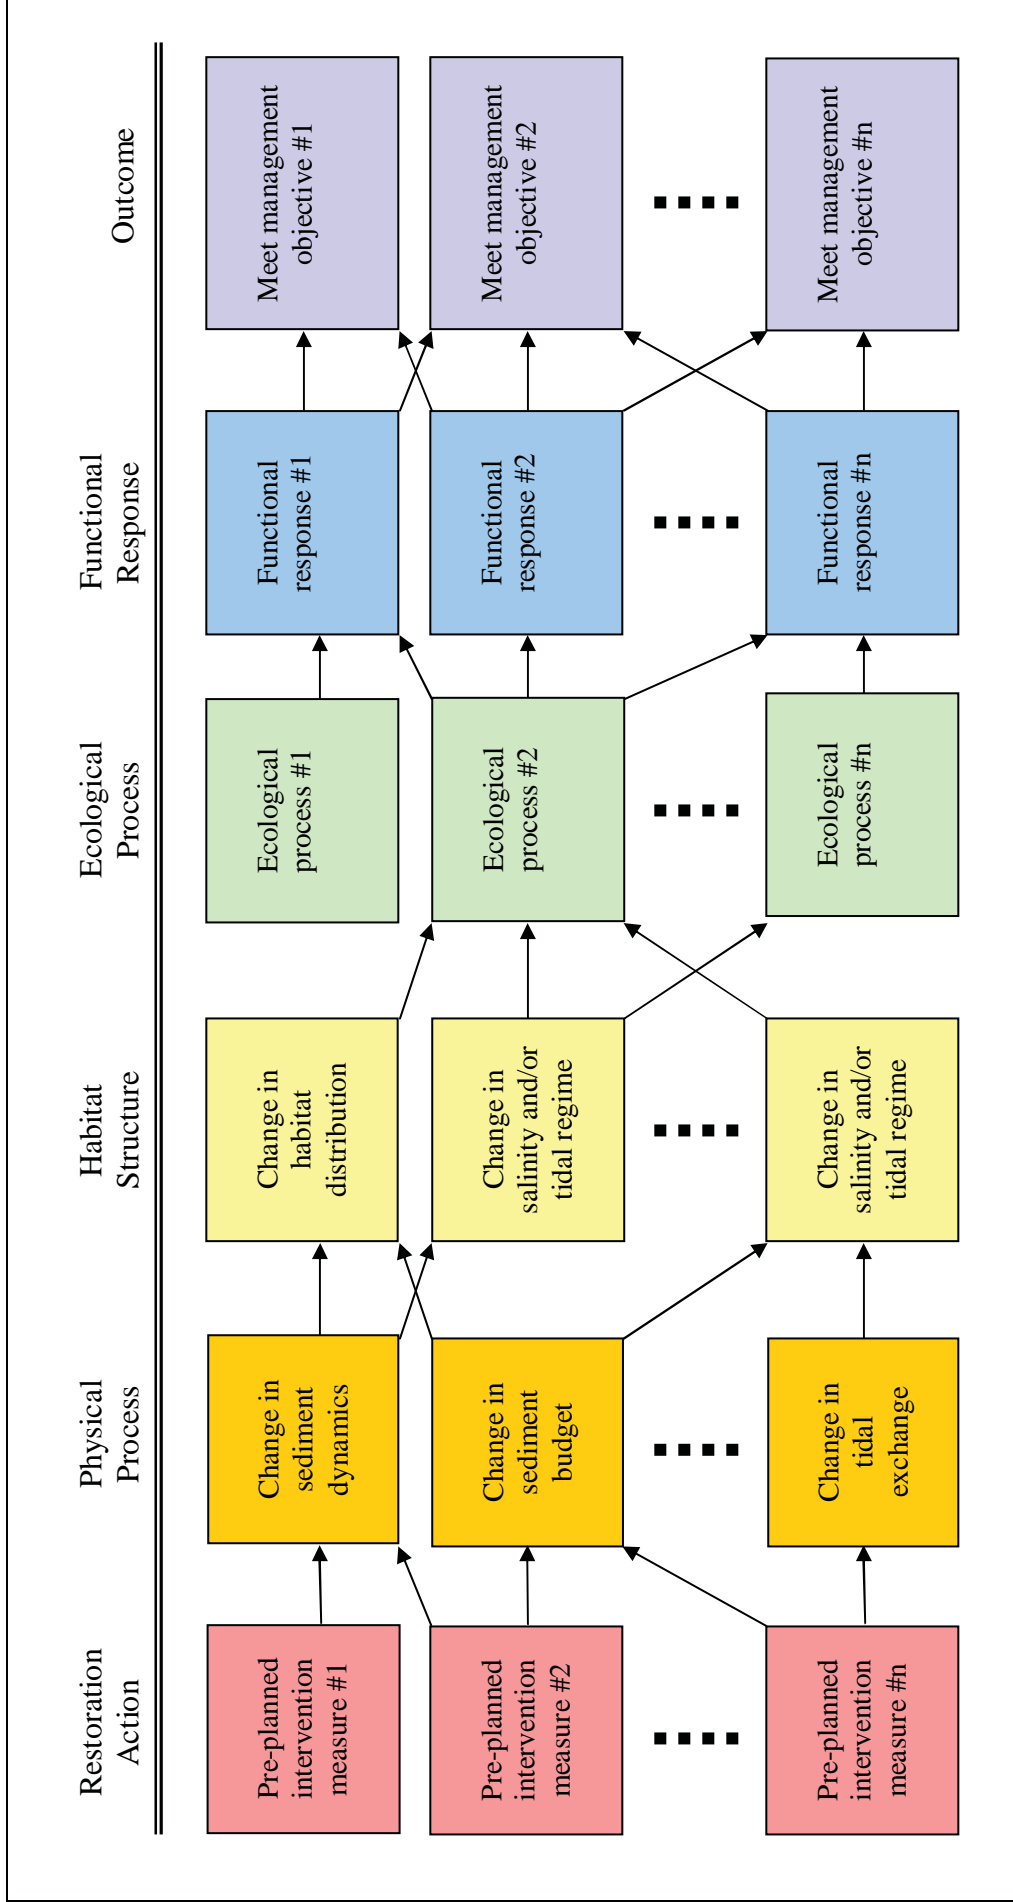 Restoration
Action
Physical
Process
Habitat
Structure
Ecological
Process
Functional
Response
Outcome
Pre-planned
intervention
measure #1
Change in
sediment
dynamics
Change in
habitat
distribution
Ecological
process #1
Functional
response #1
Meet management
objective #1
Pre-planned
intervention
measure #2
Change in
sediment
budget
Change in
salinity and/or
tidal regime
Ecological
process #2
Functional
response #2
Meet management
objective #2
Pre-planned
intervention
measure #n
Change in
tidal
exchange
Change in
salinity and/or
tidal regime
Ecological
process #n
Functional
response #n
Meet management
objective #n